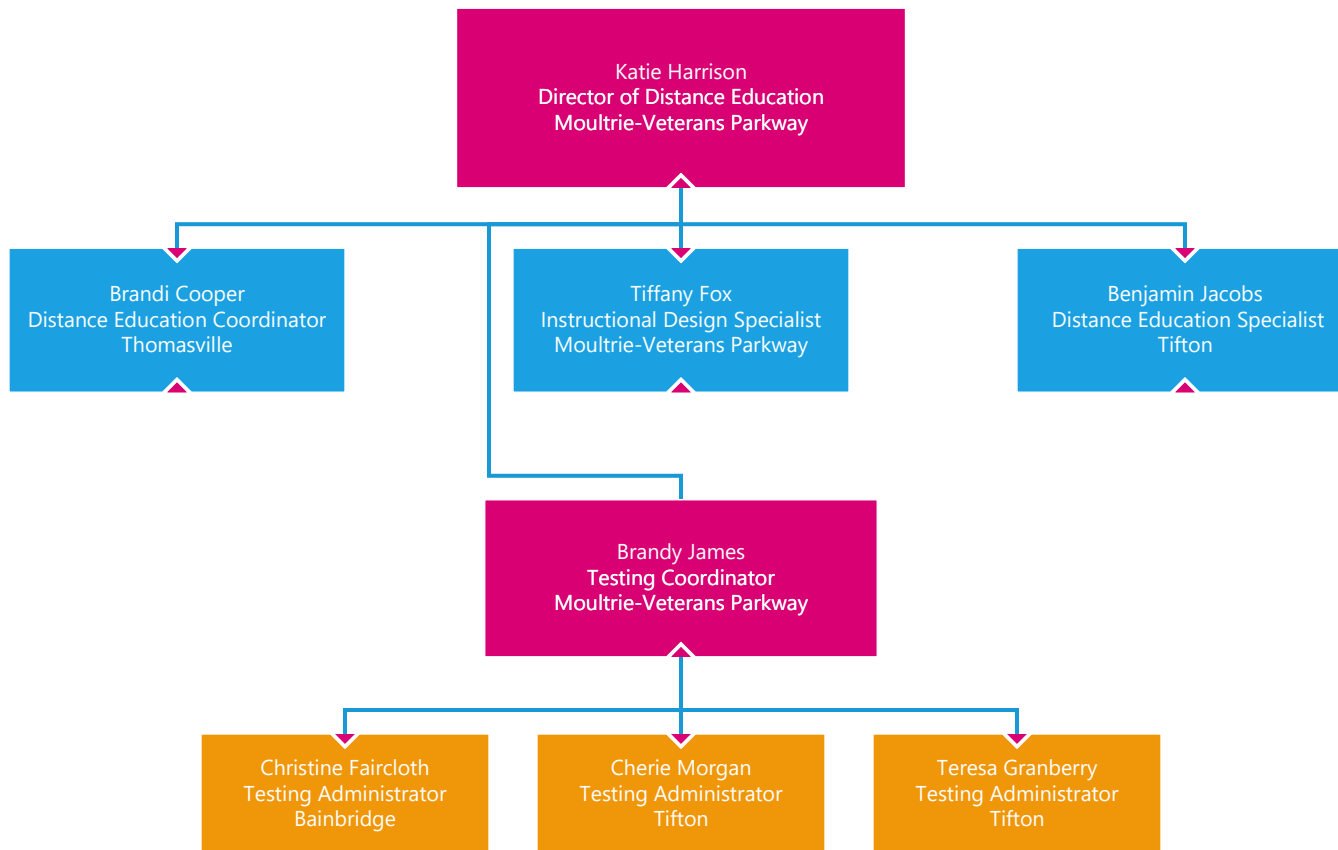 Katie Harrison
Director of Distance Education
Moultrie-Veterans Parkway
Brandi Cooper
Distance Education Coordinator
Thomasville
Tiffany Fox
Instructional Design Specialist
Moultrie-Veterans Parkway
Benjamin Jacobs
Distance Education Specialist
Tifton
Brandy James
Testing Coordinator
Moultrie-Veterans Parkway
Christine Faircloth
Testing Administrator
Bainbridge
Cherie Morgan
Testing Administrator
Tifton
Teresa Granberry
Testing Administrator
Tifton